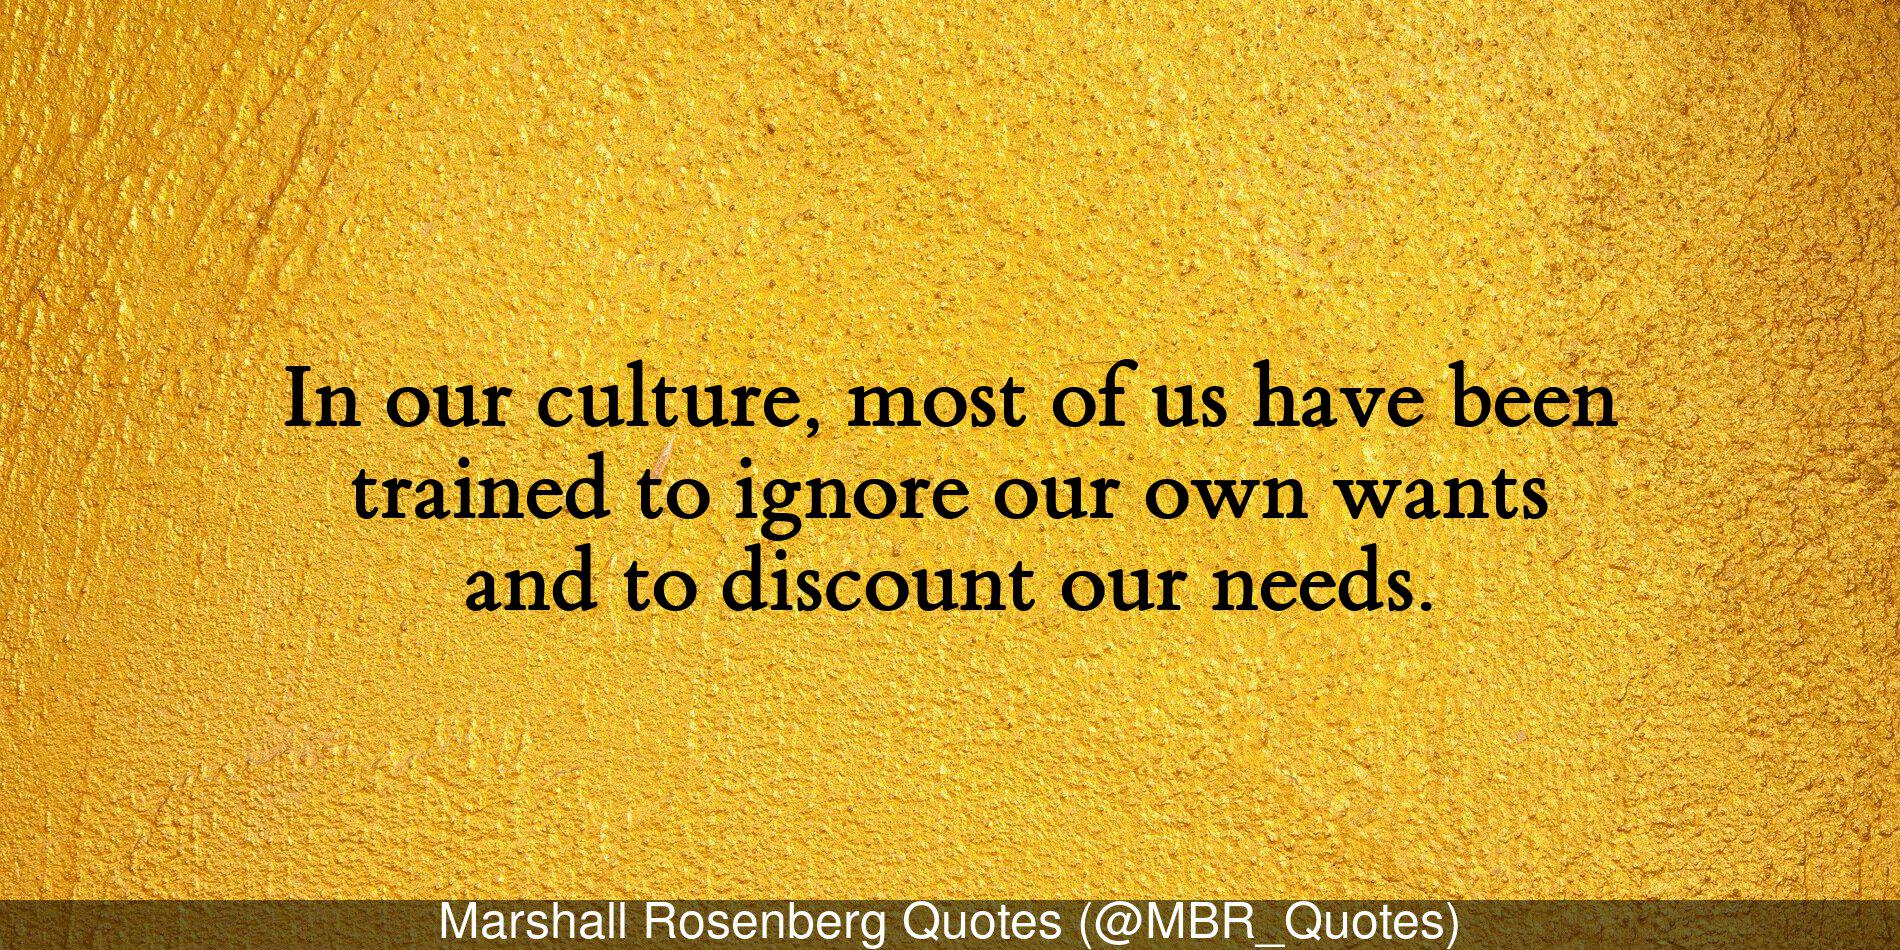 In our culture, most of us have been
trained to ignore our own wants
and to discount our needs.
Marshall Rosenberg Quotes (@MBR_Quotes)